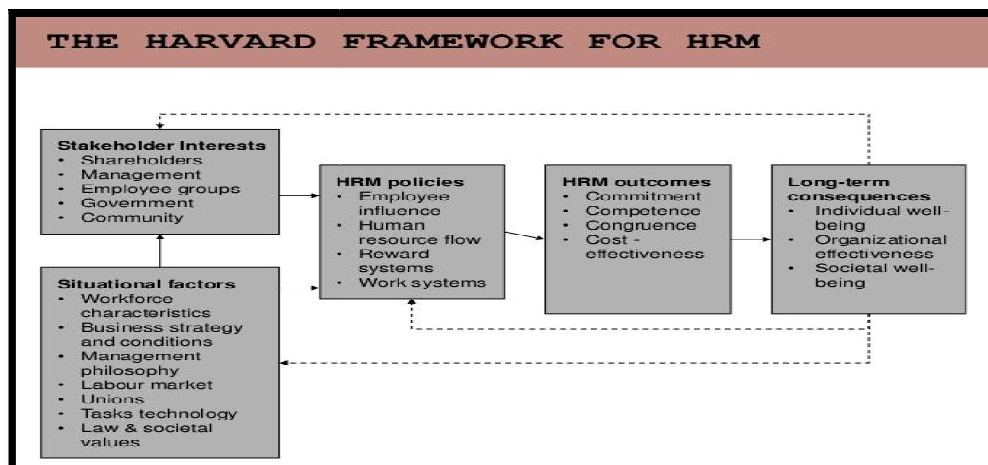 THE HARVARD FRAMEWORK FOR HRM
Stakeholder Interests
• Shareholders
• Management
• Employee groups
• Government
• Community
Situational factors
• Workforce
characteristics
• Business strategy
and conditions
• Management
philosophy
• Labour market
• Unions
• Tasks technology
• Law & societal
values
HRM policies
• Employee
influence
• Human
resource flow
• Reward
systems
• Work systems
HRM outcomes
• Commitment
• Competence
• Congruence
• Cost -
effectiveness
Long-term
consequences
• Individual well-
being
• Organizational
effectiveness
• Societal well-
being